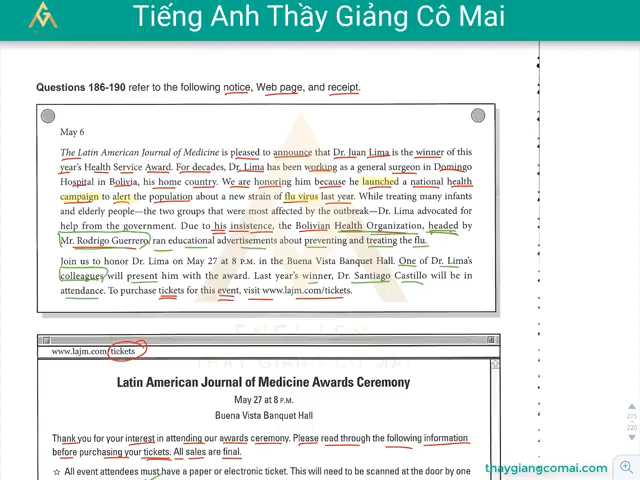 Tiếng Anh Thầy Giảng Cô Mai
Questions 186-190 refer to the following notice, Web page, and receipt.
May 6
The Latin American Journal of Medicine is pleased to announce that Dr. Juan Lima is the winner of this
year's Health Service Award. For decades, Dr. Lima has been working as a general surgeon in Domingo
Hospital in Bolivia, his home country. We are honoring him because he launched a national health
campaign to alert the population about a new strain of flu virus last year. While treating many infants
and elderly people—the two groups that were most affected by the outbreak—Dr. Lima advocated for
help from the government. Due to his insistence, the Bolivian Health Organization, headed by
Mr. Rodrigo Guerrero, ran educational advertisements about preventing and treating the flu.
Join us to honor Dr. Lima on May 27 at 8 P.M. in the Buena Vista Banquet Hall. One of Dr. Lima's
colleagues will present him with the award. Last year's winner, Dr. Santiago Castillo will be in
attendance. To purchase tickets for this event, visit www.lajm.com/tickets.
ENGLISH
THẦY GIẢNG CÔ MAI
www.lajm.com/tickets
Latin American Journal of Medicine Awards Ceremony
May 27 at 8 P.M.
Buena Vista Banquet Hall
Thank you for your interest in attending our awards ceremony. Please read through the following information
before purchasing your tickets. All sales are final.
☆ All event attendees must have a paper or electronic ticket. This will need to be scanned at the door by one
215
220
thaygiangcomai.com